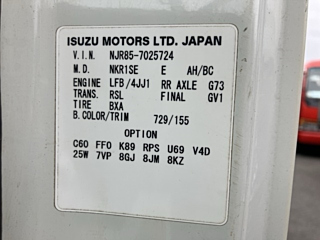 ISUZU MOTORS LTD. JAPAN
V.I.N. NJR85-7025724
M.D. NKR1SE E AH/BC
ENGINE LFB/4JJ1 RR AXLE G73
TRANS. RSL FINAL GV1
TIRE BXA
B.COLOR/TRIM 729/155
OPTION
C60 FF0 K89 RPS U69 V4D
25W 7VP 8GJ 8JM 8KZ